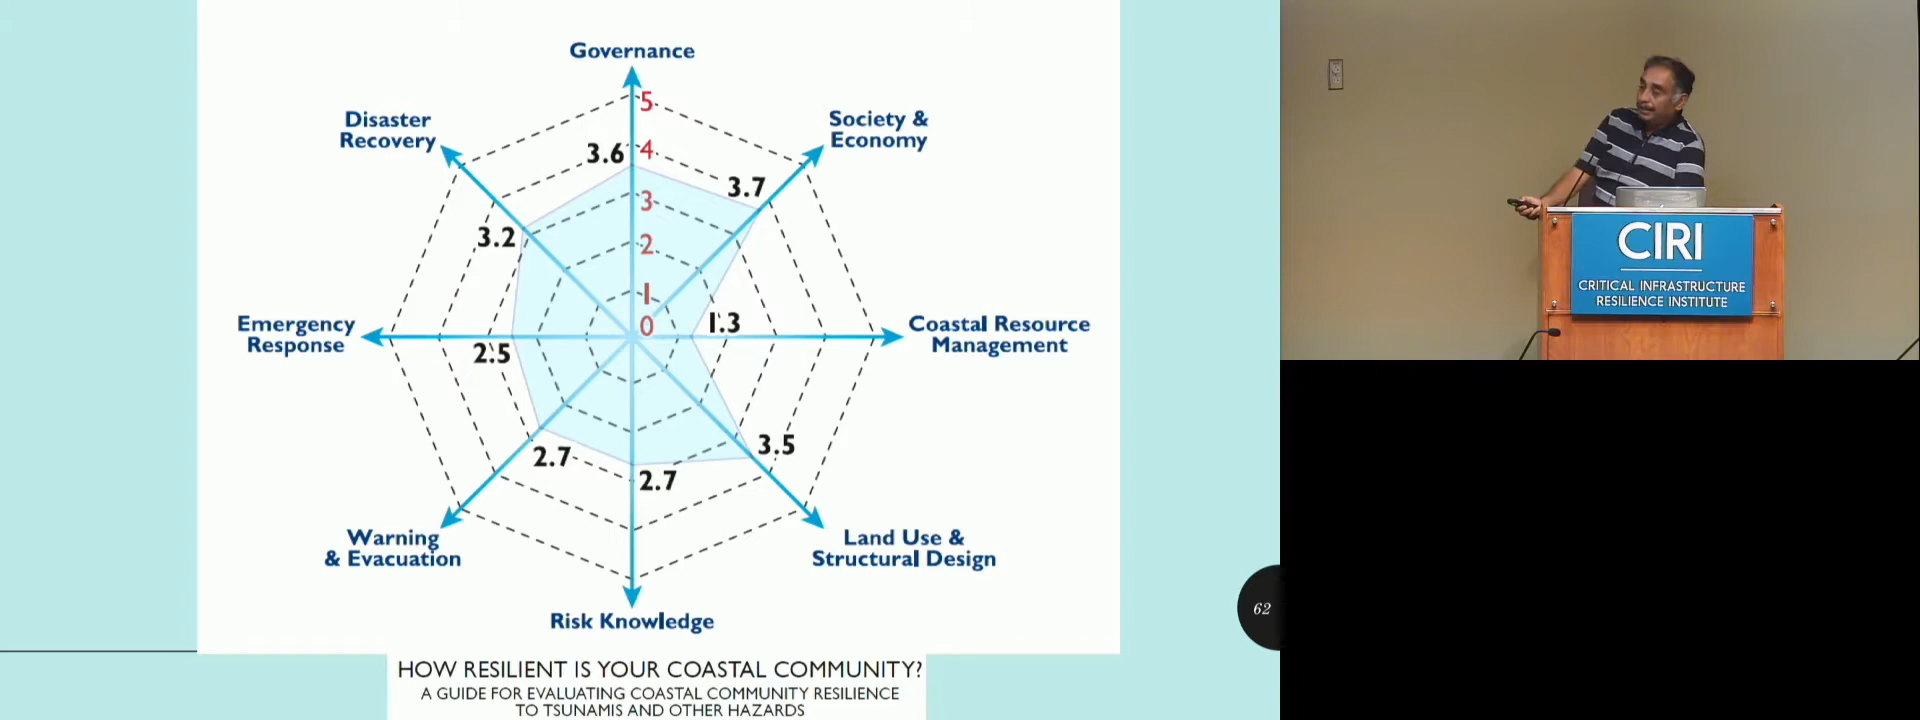 Governance
Disaster
Recovery
Society &
Economy
5
4
3
2
1
0
3.6
3.7
3.2
1.3
Emergency
Response
Coastal Resource
Management
2.5
3.5
2.7
2.7
Warning
& Evacuation
Land Use &
Structural Design
Risk Knowledge
HOW RESILIENT IS YOUR COASTAL COMMUNITY?
A GUIDE FOR EVALUATING COASTAL COMMUNITY RESILIENCE
TO TSUNAMIS AND OTHER HAZARDS
62
CIRI
CRITICAL INFRASTRUCTURE
RESILIENCE INSTITUTE